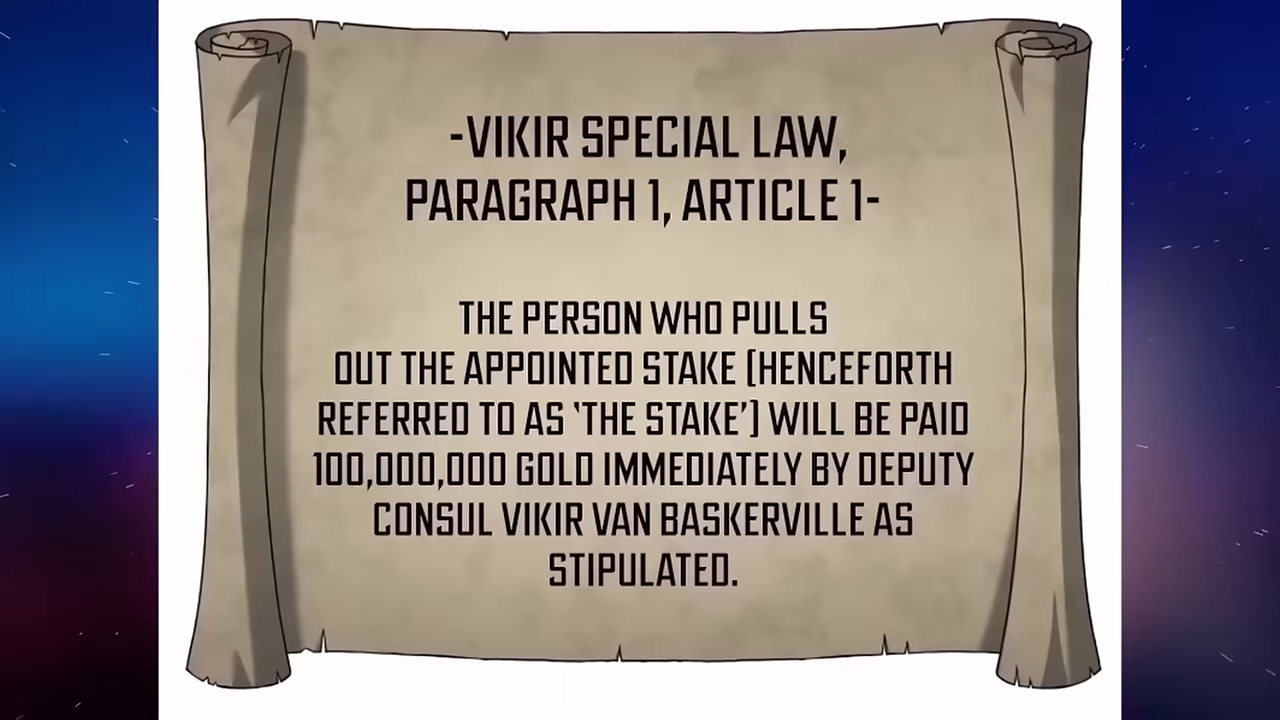 -VIKIR SPECIAL LAW,
PARAGRAPH 1, ARTICLE 1-
THE PERSON WHO PULLS
OUT THE APPOINTED STAKE [HENCEFORTH
REFERRED TO AS ‘THE STAKE’] WILL BE PAID
100,000,000 GOLD IMMEDIATELY BY DEPUTY
CONSUL VIKIR VAN BASKERVILLE AS
STIPULATED.